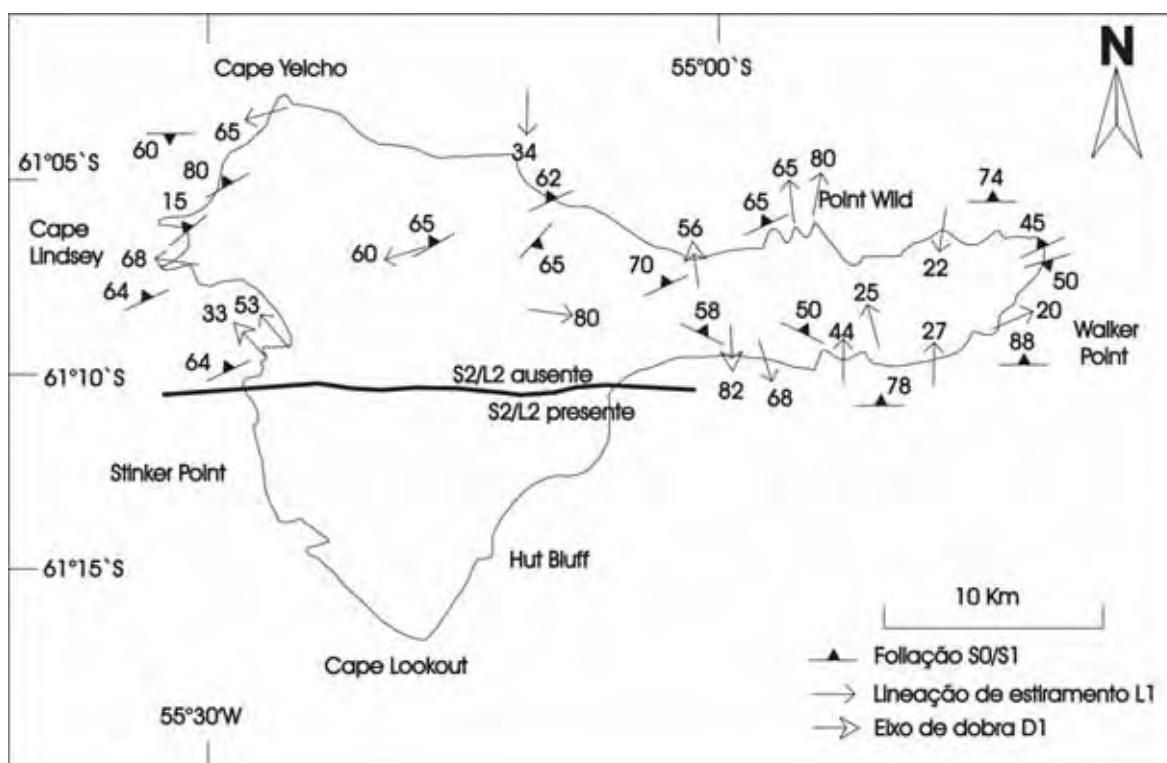 N
55°00`S
Cape Yelcho
65
34
60
61°05`S
80
62
65
80
65
Point Wild
74
15
Cape
Lindsey
65
45
56
68
60
65
70
22
50
64
33
53
80
58
50
25
20
Walker
Point
44
27
88
64
61°10`S
S2/L2 ausente
S2/L2 presente
82
68
78
Stinker Point
Hut Bluff
61°15`S
10 Km
Cape Lookout
Foliação S0/S1
Lineação de estiramento L1
55°30'W
Eixo de dobra D1